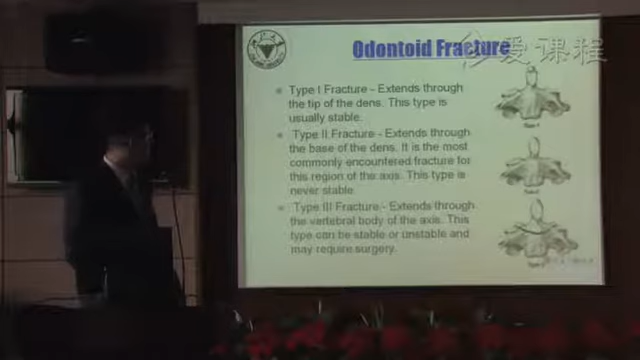 Odontoid Fracture
爱课程
Type I Fracture - Extends through
the tip of the dens. This type is
usually stable.
Type II Fracture - Extends through
the base of the dens. It is the most
commonly encountered fracture for
this region of the axis. This type is
never stable.
Type III Fracture - Extends through
the vertebral body of the axis. This
type can be stable or unstable and
may require surgery.